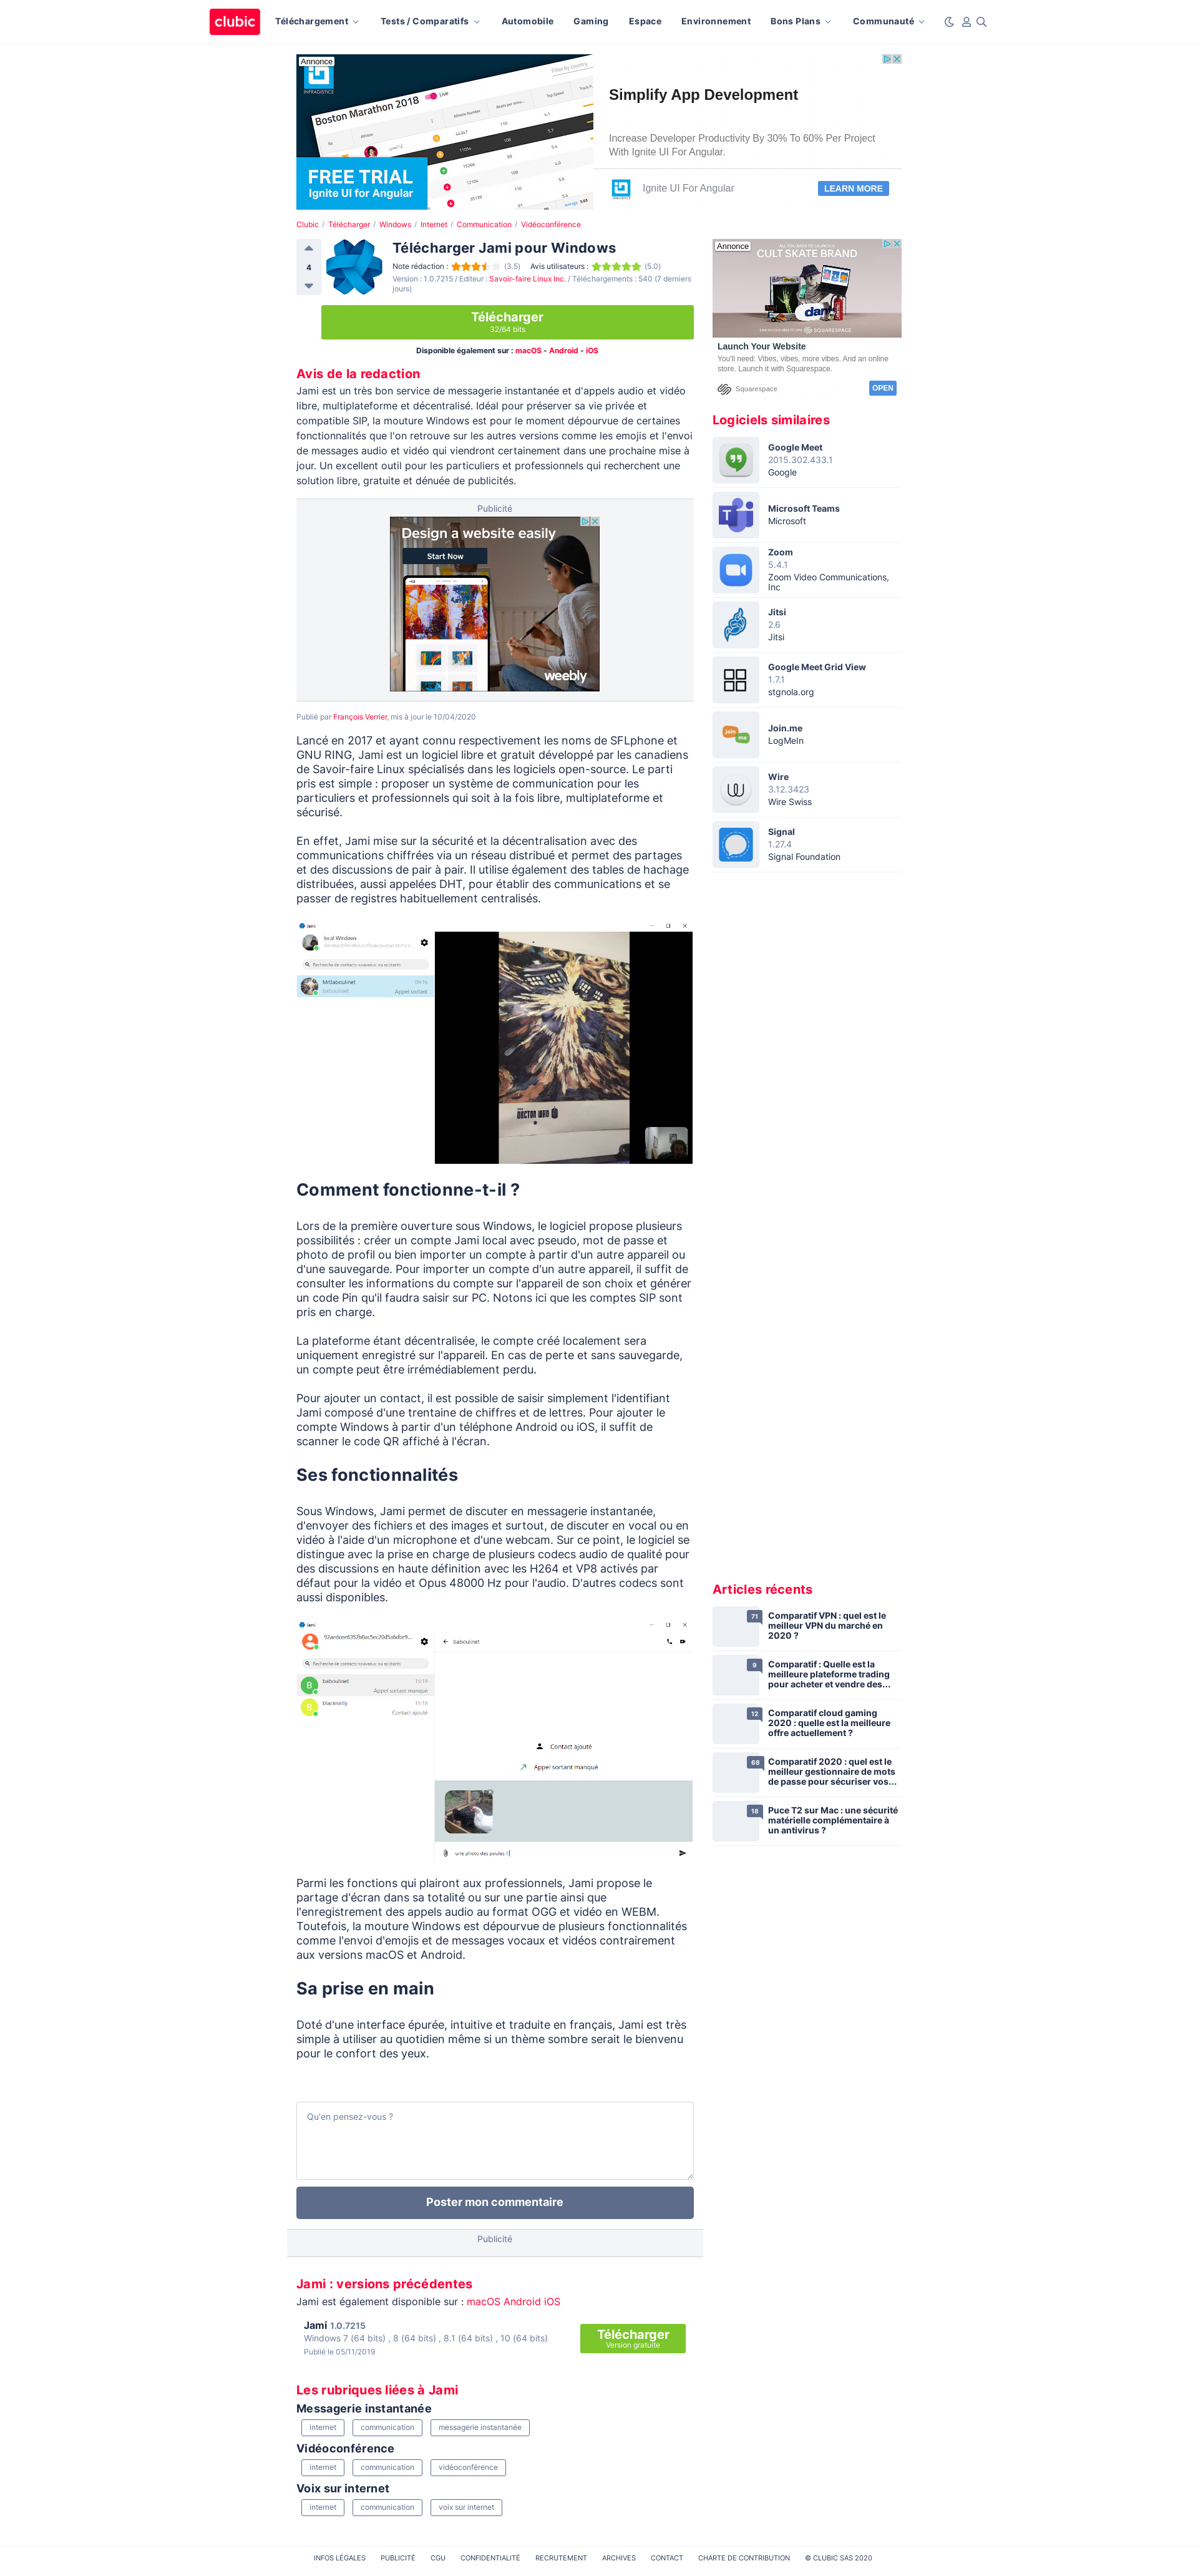 clubic
Téléchargement
Tests / Comparatifs
Automobile
Gaming
Espace
Environnement
Bons Plans
Communauté
Annonce
INFRAGISTICS
Boston Marathon 2018
Live
FREE TRIAL
Ignite UI for Angular
Simplify App Development
Increase Developer Productivity By 30% To 60% Per Project
With Ignite UI For Angular.
Ignite UI For Angular
LEARN MORE
Clubic / Télécharger / Windows / Internet / Communication / Vidéoconférence
4
Télécharger Jami pour Windows
Note rédaction : (3.5) Avis utilisateurs : (5.0)
Version : 1.0.7215 / Editeur : Savoir-faire Linux Inc. / Téléchargements : 540 (7 derniers
jours)
Télécharger
32/64 bits
Disponible également sur : macOS - Android - iOS
Avis de la redaction
Jami est un très bon service de messagerie instantanée et d'appels audio et vidéo
libre, multiplateforme et décentralisé. Idéal pour préserver sa vie privée et
compatible SIP, la mouture Windows est pour le moment dépourvue de certaines
fonctionnalités que l'on retrouve sur les autres versions comme les emojis et l'envoi
de messages audio et vidéo qui viendront certainement dans une prochaine mise à
jour. Un excellent outil pour les particuliers et professionnels qui recherchent une
solution libre, gratuite et dénuée de publicités.
Publicité
Design a website easily
Start Now
weebly
Publié par François Verrier, mis à jour le 10/04/2020
Lancé en 2017 et ayant connu respectivement les noms de SFLphone et
GNU RING, Jami est un logiciel libre et gratuit développé par les canadiens
de Savoir-faire Linux spécialisés dans les logiciels open-source. Le parti
pris est simple : proposer un système de communication pour les
particuliers et professionnels qui soit à la fois libre, multiplateforme et
sécurisé.
En effet, Jami mise sur la sécurité et la décentralisation avec des
communications chiffrées via un réseau distribué et permet des partages
et des discussions de pair à pair. Il utilise également des tables de hachage
distribuées, aussi appelées DHT, pour établir des communications et se
passer de registres habituellement centralisés.
Jami
local Windows
Recherche de contacts nouveaux ou existants
Mrtlaboulinet
09:16
baboulinet
Appel sortant
DOCTOR WHO
Comment fonctionne-t-il ?
Lors de la première ouverture sous Windows, le logiciel propose plusieurs
possibilités : créer un compte Jami local avec pseudo, mot de passe et
photo de profil ou bien importer un compte à partir d'un autre appareil ou
d'une sauvegarde. Pour importer un compte d'un autre appareil, il suffit de
consulter les informations du compte sur l'appareil de son choix et générer
un code Pin qu'il faudra saisir sur PC. Notons ici que les comptes SIP sont
pris en charge.
La plateforme étant décentralisée, le compte créé localement sera
uniquement enregistré sur l'appareil. En cas de perte et sans sauvegarde,
un compte peut être irrémédiablement perdu.
Pour ajouter un contact, il est possible de saisir simplement l'identifiant
Jami composé d'une trentaine de chiffres et de lettres. Pour ajouter le
compte Windows à partir d'un téléphone Android ou iOS, il suffit de
scanner le code QR affiché à l'écran.
Ses fonctionnalités
Sous Windows, Jami permet de discuter en messagerie instantanée,
d'envoyer des fichiers et des images et surtout, de discuter en vocal ou en
vidéo à l'aide d'un microphone et d'une webcam. Sur ce point, le logiciel se
distingue avec la prise en charge de plusieurs codecs audio de qualité pour
des discussions en haute définition avec les H264 et VP8 activés par
défaut pour la vidéo et Opus 48000 Hz pour l'audio. D'autres codecs sont
aussi disponibles.
Jami
baboulinet
Recherche de contacts nouveaux ou existants
B
baboulinet
15:19
Appel sortant manqué
B
blacknally
15:18
Contact ajouté
Contact ajouté
Appel sortant manqué
une photo des poules !
Parmi les fonctions qui plairont aux professionnels, Jami propose le
partage d'écran dans sa totalité ou sur une partie ainsi que
l'enregistrement des appels audio au format OGG et vidéo en WEBM.
Toutefois, la mouture Windows est dépourvue de plusieurs fonctionnalités
comme l'envoi d'emojis et de messages vocaux et vidéos contrairement
aux versions macOS et Android.
Sa prise en main
Doté d'une interface épurée, intuitive et traduite en français, Jami est très
simple à utiliser au quotidien même si un thème sombre serait le bienvenu
pour le confort des yeux.
Qu'en pensez-vous ?
Poster mon commentaire
Publicité
Jami : versions précédentes
Jami est également disponible sur : macOS Android iOS
Jami 1.0.7215
Windows 7 (64 bits) , 8 (64 bits) , 8.1 (64 bits) , 10 (64 bits)
Publié le 05/11/2019
Télécharger
Version gratuite
Les rubriques liées à Jami
Messagerie instantanée
internet
communication
messagerie instantanée
Vidéoconférence
internet
communication
vidéoconférence
Voix sur internet
internet
communication
voix sur internet
Annonce
ALL YOU NEED TO LAUNCH A
CULT SKATE BRAND
dan
SQUARESPACE
Launch Your Website
You'll need: Vibes, vibes, more vibes. And an online
store. Launch it with Squarespace.
Squarespace
OPEN
Logiciels similaires
Google Meet
2015.302.433.1
Google
Microsoft Teams
Microsoft
Zoom
5.4.1
Zoom Video Communications,
Inc
Jitsi
2.6
Jitsi
Google Meet Grid View
1.7.1
stgnola.org
join
me
Join.me
LogMeIn
Wire
3.12.3423
Wire Swiss
Signal
1.27.4
Signal Foundation
Articles récents
71
Comparatif VPN : quel est le
meilleur VPN du marché en
2020 ?
9
Comparatif : Quelle est la
meilleure plateforme trading
pour acheter et vendre des...
12
Comparatif cloud gaming
2020 : quelle est la meilleure
offre actuellement ?
68
Comparatif 2020 : quel est le
meilleur gestionnaire de mots
de passe pour sécuriser vos...
18
Puce T2 sur Mac : une sécurité
matérielle complémentaire à
un antivirus ?
INFOS LÉGALES
PUBLICITÉ
CGU
CONFIDENTIALITÉ
RECRUTEMENT
ARCHIVES
CONTACT
CHARTE DE CONTRIBUTION
© CLUBIC SAS 2020